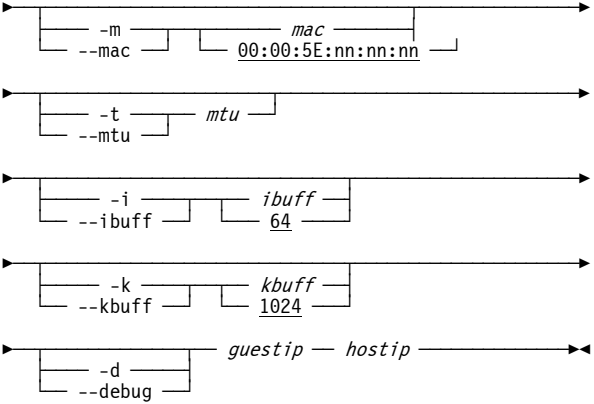 -m mac
--mac 00:00:5E:nn:nn:nn
-t mtu
--mtu
-i ibuff
--ibuff 64
-k kbuff
--kbuff 1024
guestip hostip
-d
--debug